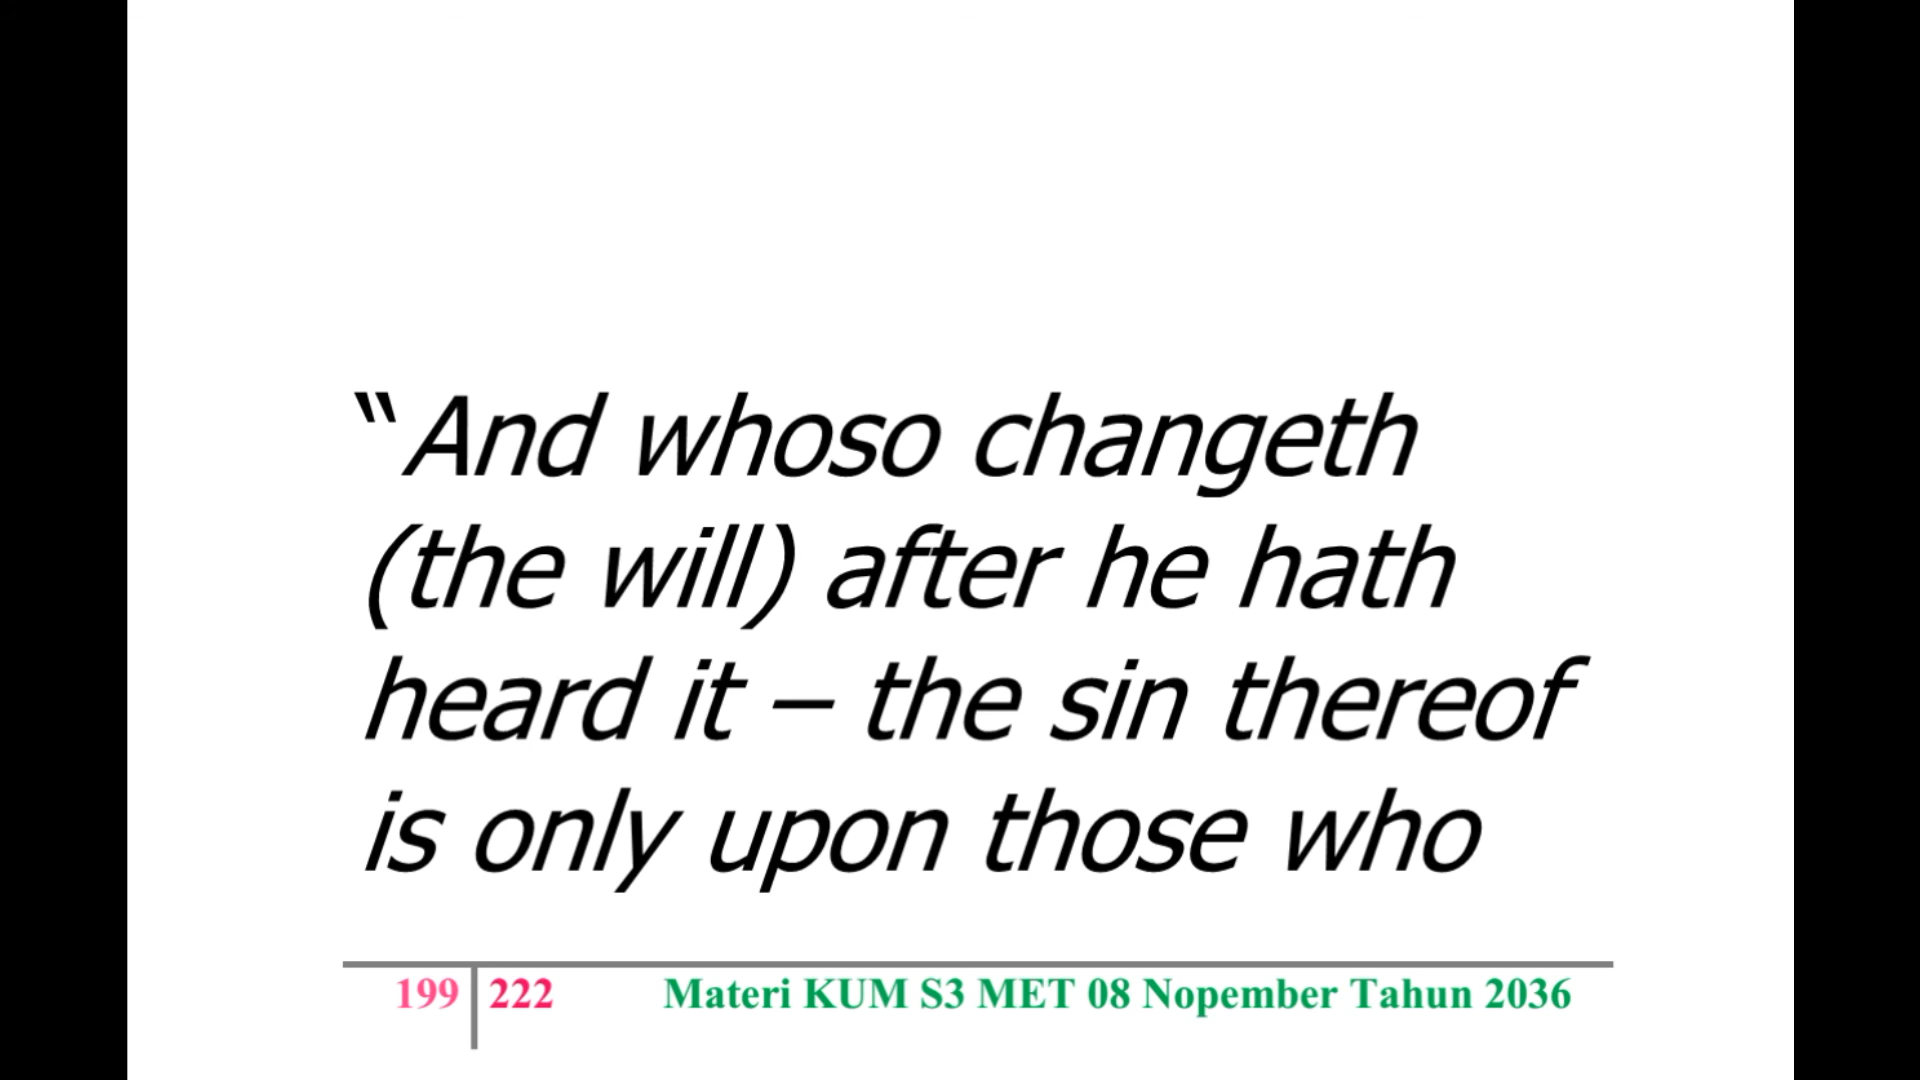 “And whoso changeth
(the will) after he hath
heard it – the sin thereof
is only upon those who
199 222 Materi KUM S3 MET 08 Nopember Tahun 2036